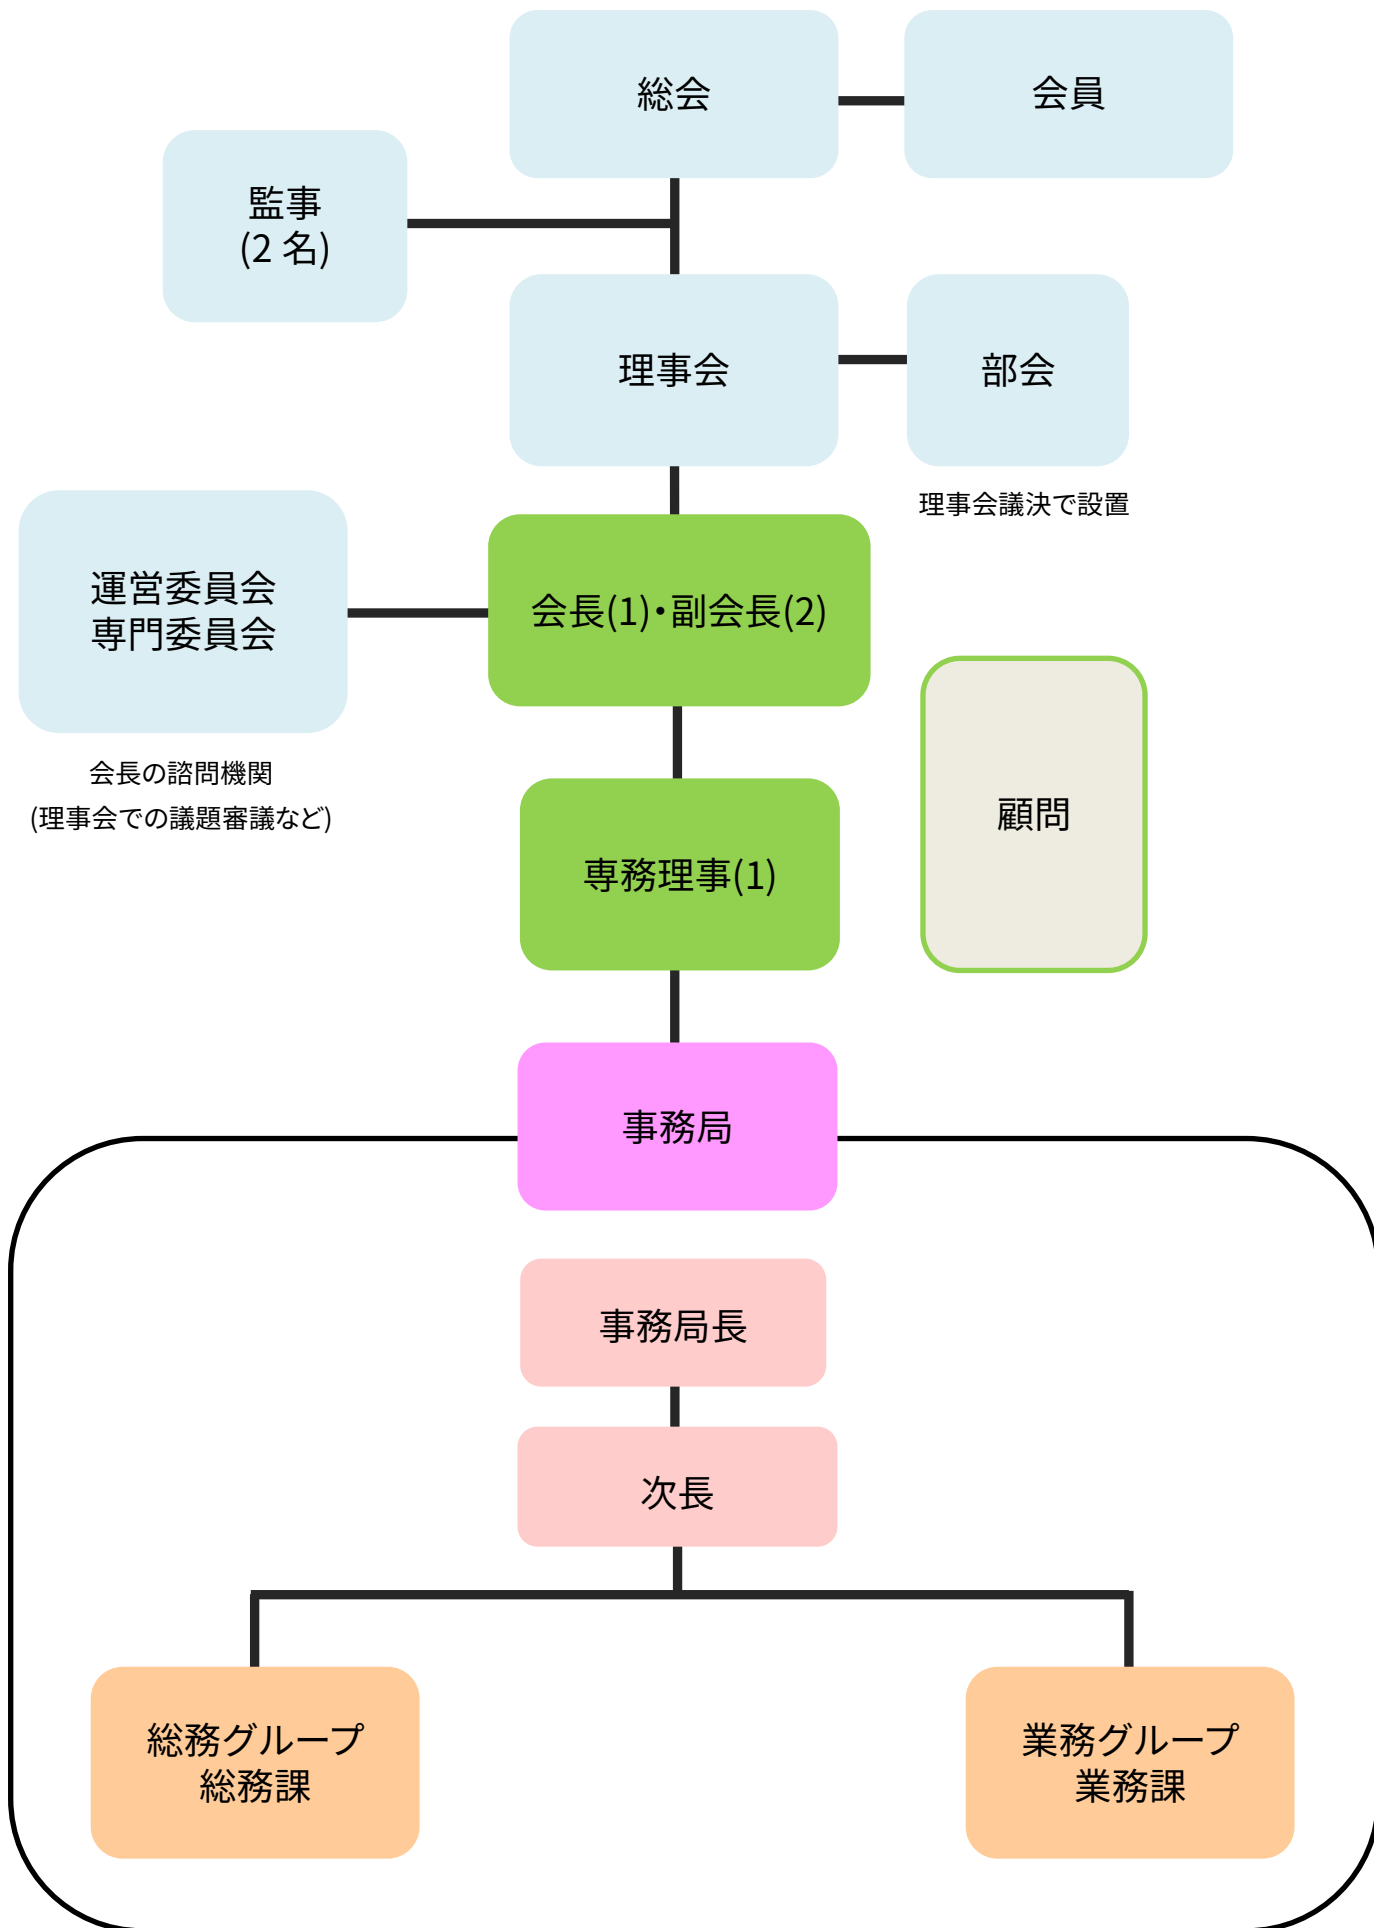 総会
会員
監事
(2 名)
理事会
部会
理事会議決で設置
運営委員会
専門委員会
会長(1)・副会長(2)
会長の諮問機関
(理事会での議題審議など)
顧問
専務理事(1)
事務局
事務局長
次長
総務グループ
総務課
業務グループ
業務課